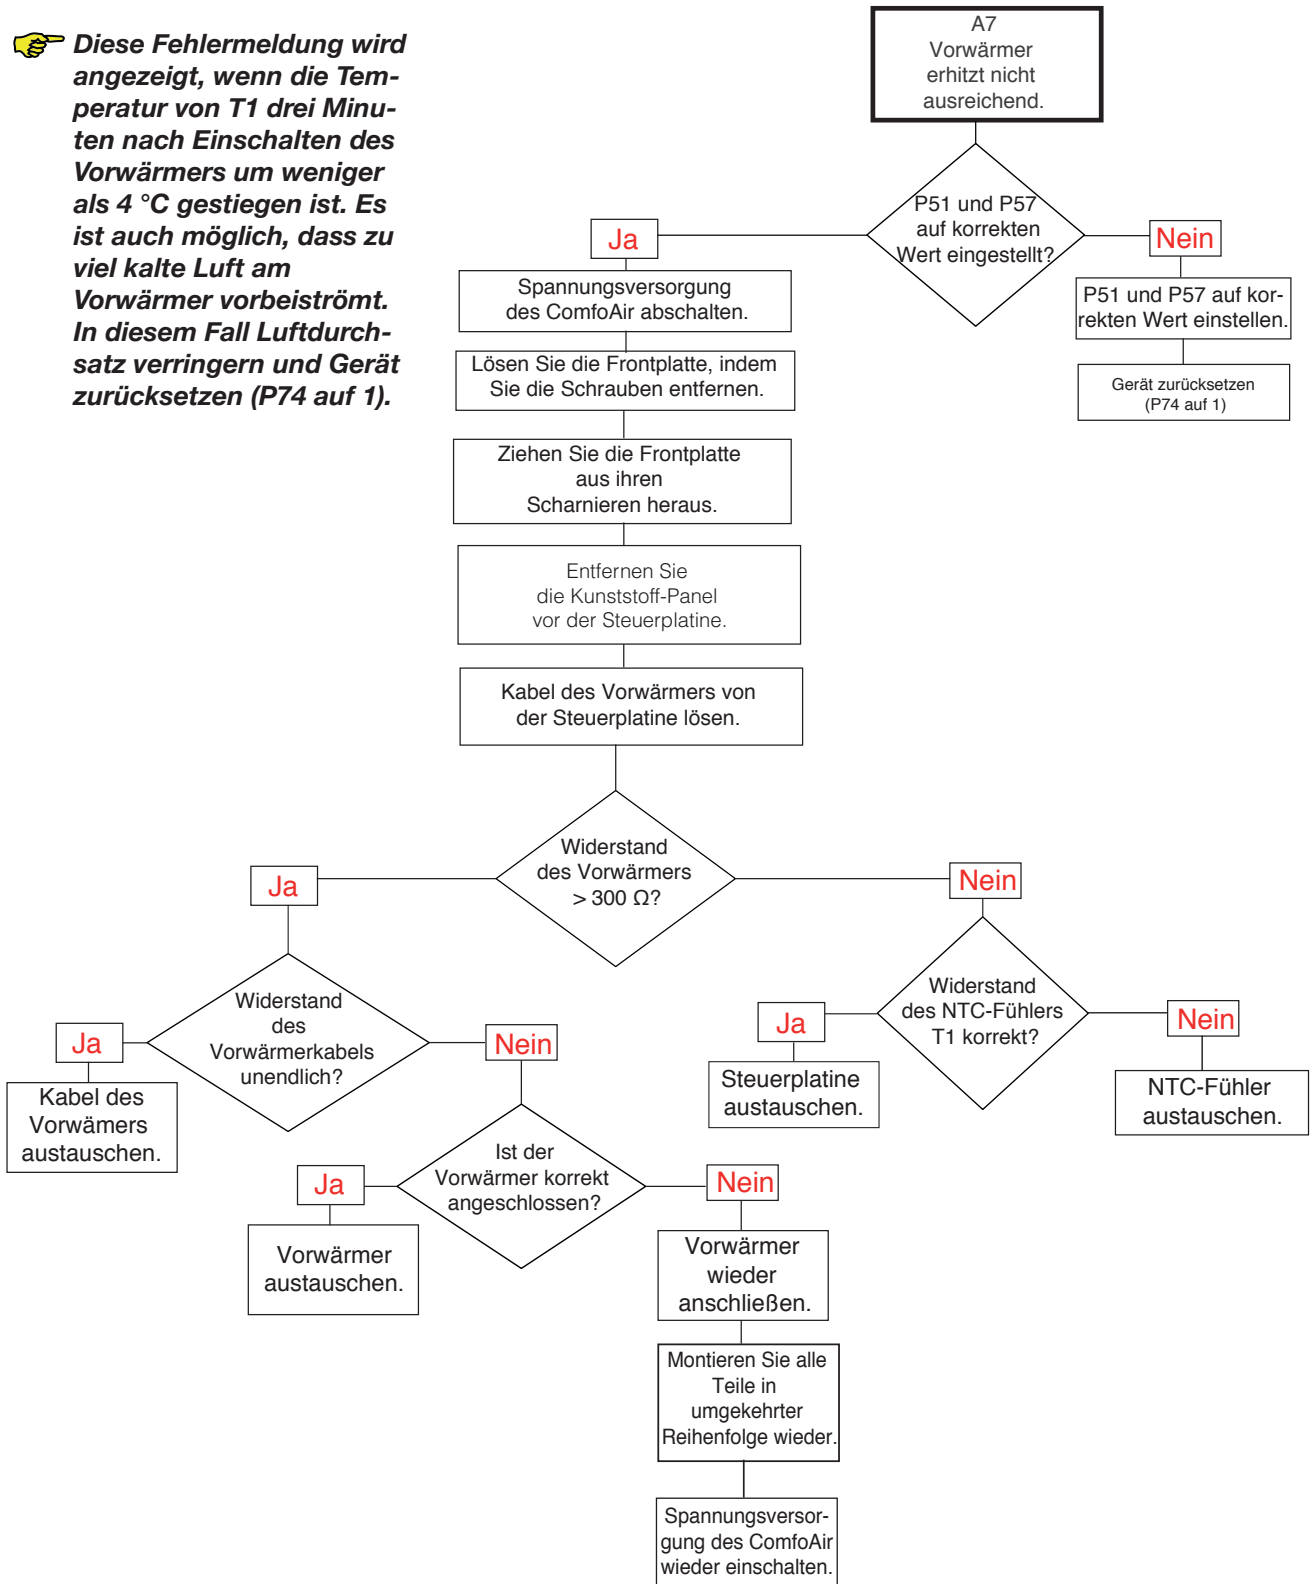 Diese Fehlermeldung wird
angezeigt, wenn die Tem-
peratur von T1 drei Minu-
ten nach Einschalten des
Vorwärmers um weniger
als 4 °C gestiegen ist. Es
ist auch möglich, dass zu
viel kalte Luft am
Vorwärmer vorbeiströmt.
In diesem Fall Luftdurch-
satz verringern und Gerät
zurücksetzen (P74 auf 1).
A7
Vorwärmer
erhitzt nicht
ausreichend.
P51 und P57
auf korrekten
Wert eingestellt?
Ja
Nein
Spannungsversorgung
des ComfoAir abschalten.
P51 und P57 auf kor-
rekten Wert einstellen.
Lösen Sie die Frontplatte, indem
Sie die Schrauben entfernen.
Gerät zurücksetzen
(P74 auf 1)
Ziehen Sie die Frontplatte
aus ihren
Scharnieren heraus.
Entfernen Sie
die Kunststoff-Panel
vor der Steuerplatine.
Kabel des Vorwärmers von
der Steuerplatine lösen.
Widerstand
des Vorwärmers
> 300 Ω?
Ja
Nein
Widerstand
des
Vorwärmerkabels
unendlich?
Widerstand
des NTC-Fühlers
T1 korrekt?
Ja
Nein
Ja
Nein
Kabel des
Vorwämers
austauschen.
Steuerplatine
austauschen.
NTC-Fühler
austauschen.
Ist der
Vorwärmer korrekt
angeschlossen?
Ja
Nein
Vorwärmer
austauschen.
Vorwärmer
wieder
anschließen.
Montieren Sie alle
Teile in
umgekehrter
Reihenfolge wieder.
Spannungsversor-
gung des ComfoAir
wieder einschalten.